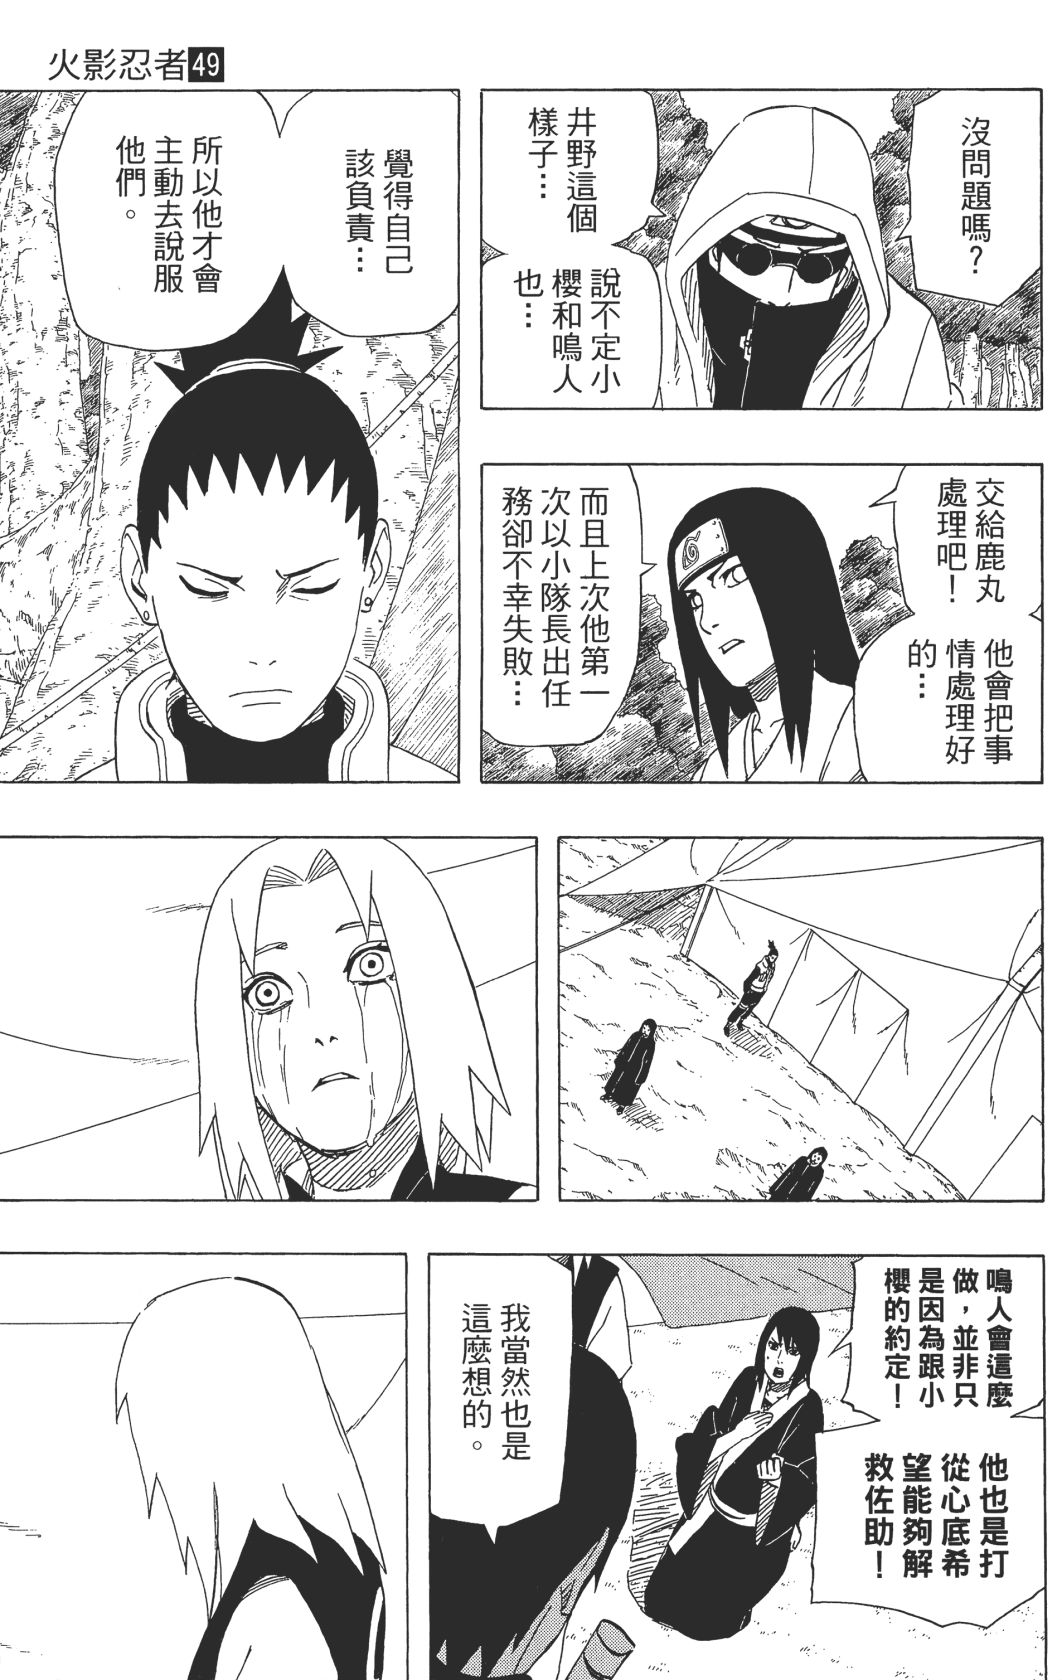 火影忍者49
沒問題嗎？
井野這個
樣子…
說不定小
櫻和鳴人
也…
交給鹿丸
處理吧！
他會把事
情處理好
的…
而且上次他第一
次以小隊長出任
務卻不幸失敗…
覺得自己
該負責…
所以他才會
主動去說服
他們。
鳴人會這麼
做，並非只
是因為跟小
櫻的約定！
他也是打
從心底希
望能夠解
救佐助！
我當然也是
這麼想的。